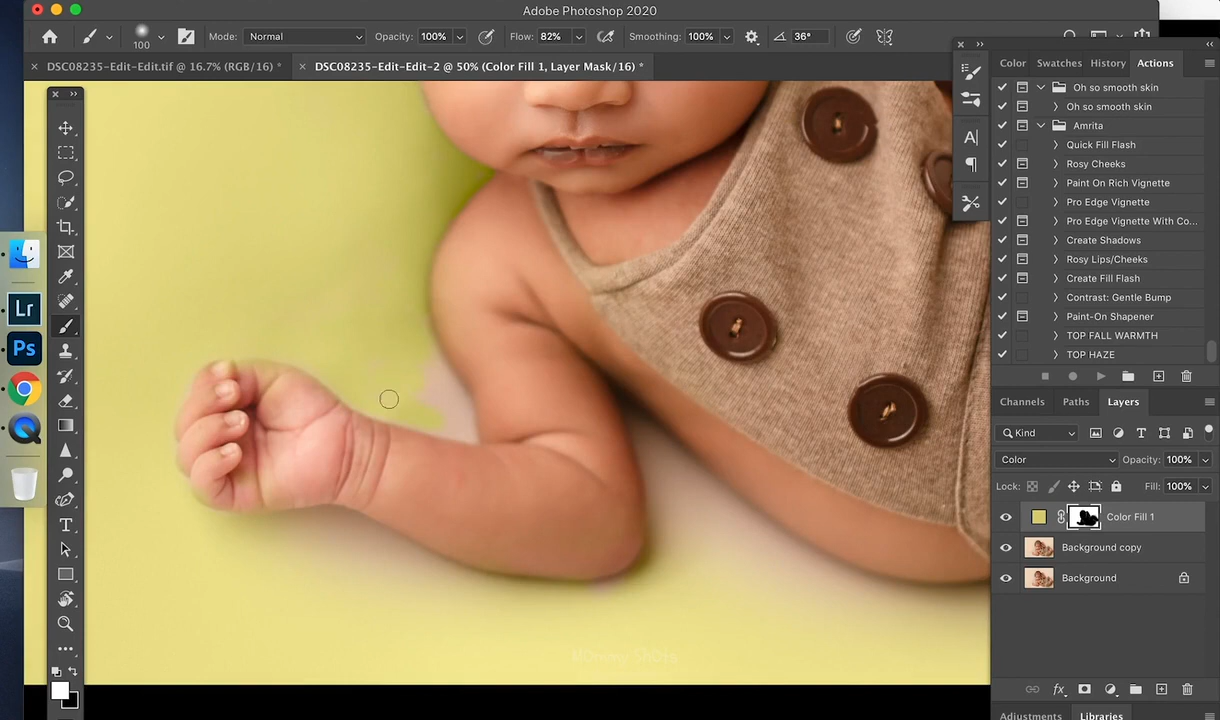 Adobe Photoshop 2020
100
Mode: Normal
Opacity: 100%
Flow: 82%
Smoothing: 100%
36°
DSC08235-Edit-Edit.tif @ 16.7% (RGB/16) *
DSC08235-Edit-Edit-2 @ 50% (Color Fill 1, Layer Mask/16) *
Color Swatches History Actions
Oh so smooth skin
Oh so smooth skin
Amrita
Quick Fill Flash
Rosy Cheeks
Paint On Rich Vignette
Pro Edge Vignette
Pro Edge Vignette With Co...
Create Shadows
Rosy Lips/Cheeks
Create Fill Flash
Contrast: Gentle Bump
Paint-On Shapener
TOP FALL WARMTH
TOP HAZE
Channels Paths Layers
Kind
Color Opacity: 100%
Lock: Fill: 100%
Color Fill 1
Background copy
Background
fx
Adjustments Libraries
Lr
Ps